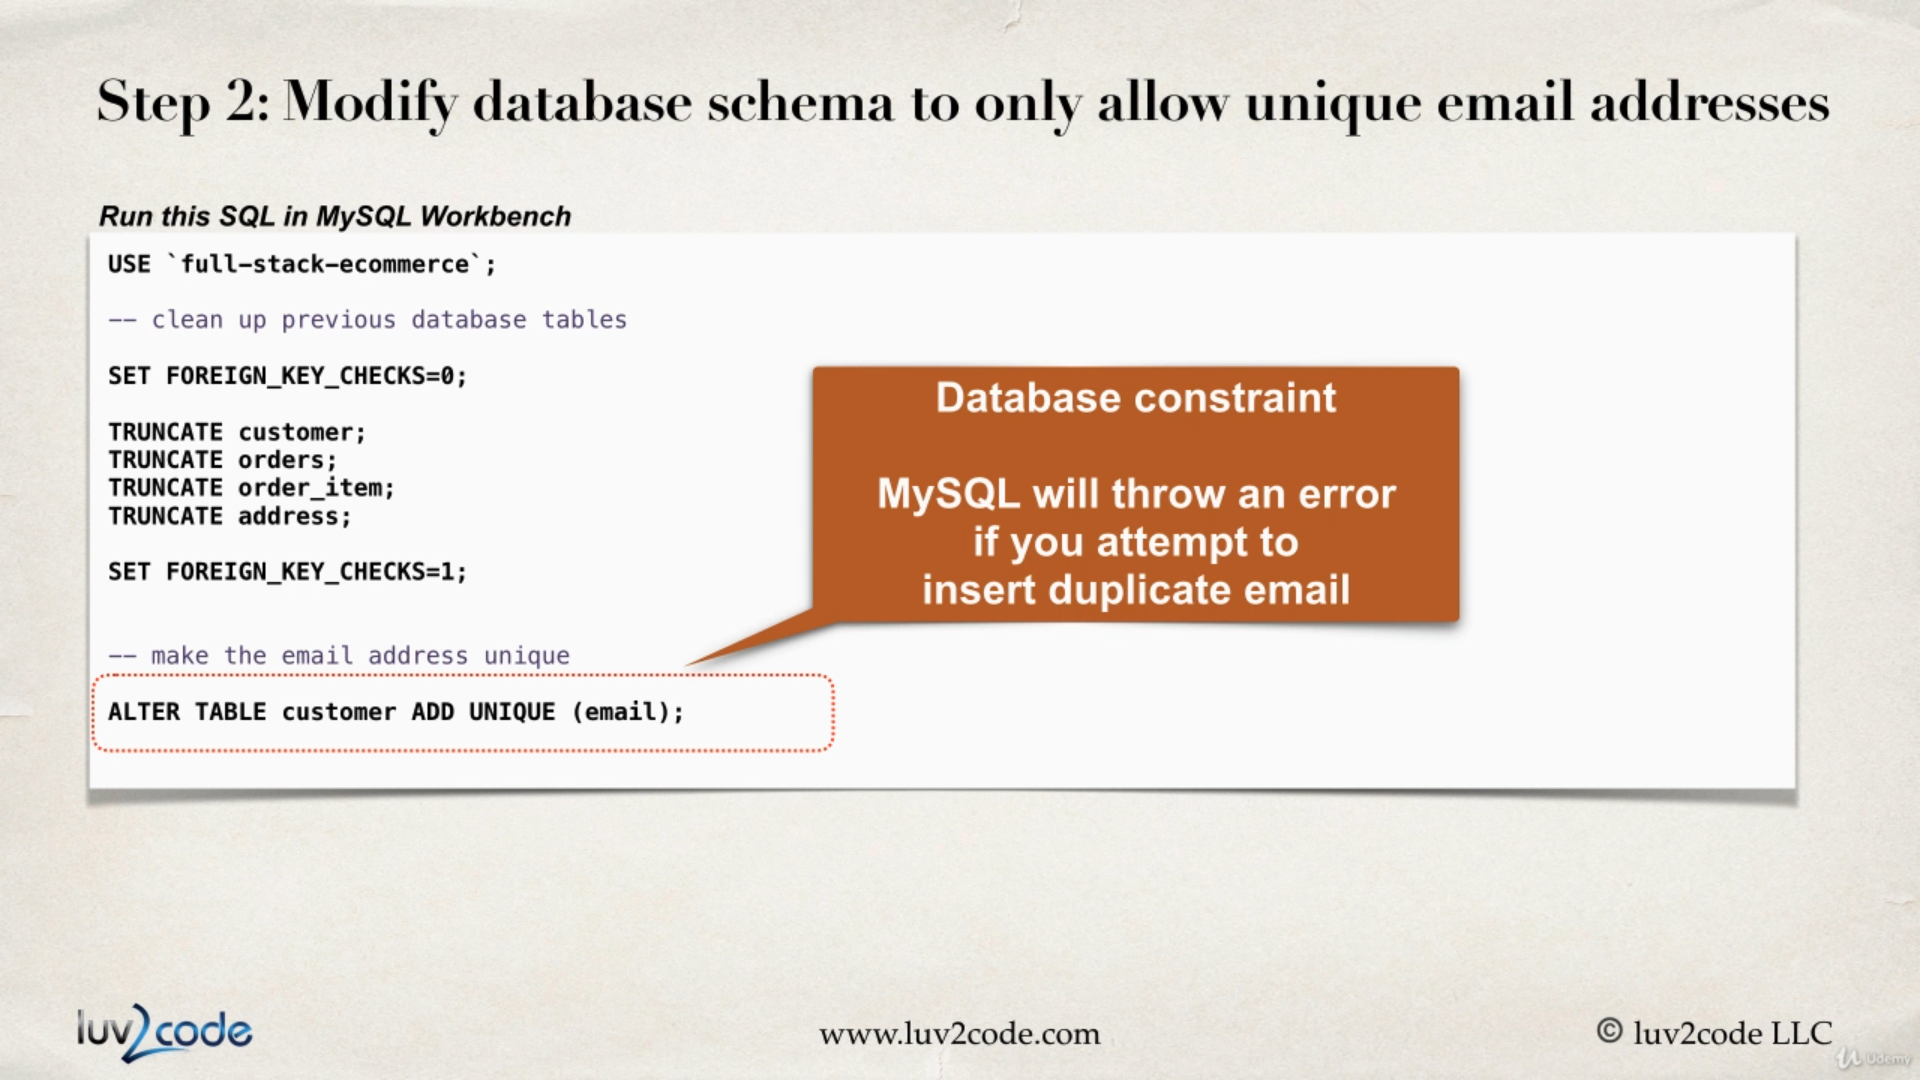 Step 2: Modify database schema to only allow unique email addresses
Run this SQL in MySQL Workbench
USE `full-stack-ecommerce`;
-- clean up previous database tables
SET FOREIGN_KEY_CHECKS=0;
TRUNCATE customer;
TRUNCATE orders;
TRUNCATE order_item;
TRUNCATE address;
SET FOREIGN_KEY_CHECKS=1;
-- make the email address unique
ALTER TABLE customer ADD UNIQUE (email);
Database constraint
MySQL will throw an error
if you attempt to
insert duplicate email
luv2code
www.luv2code.com
© luv2code LLC
Udemy